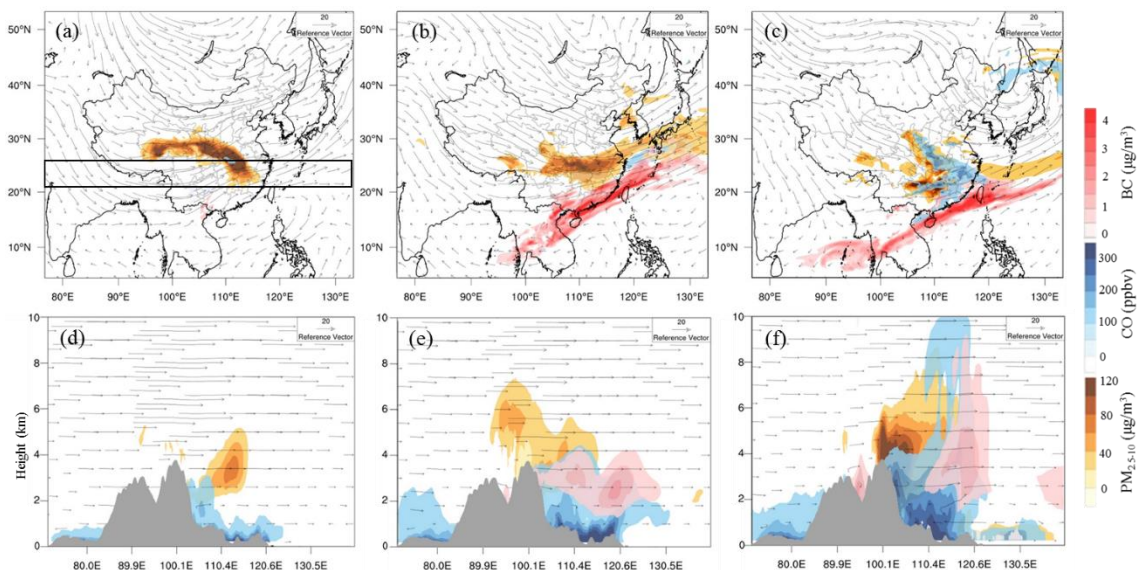 (a)
20
Reference Vector
50°N
40°N
30°N
20°N
10°N
80°E 90°E 100°E 110°E 120°E 130°E
(b)
20
Reference Vector
50°N
40°N
30°N
20°N
10°N
80°E 90°E 100°E 110°E 120°E 130°E
(c)
20
Reference Vector
50°N
40°N
30°N
20°N
10°N
80°E 90°E 100°E 110°E 120°E 130°E
4
3
2
1
0
BC (μg/m³)
300
200
100
0
CO (ppbv)
120
80
40
0
PM2.5-10 (μg/m³)
(d)
20
Reference Vector
Height (km)
10
8
6
4
2
0
80.0E 89.9E 100.1E 110.4E 120.6E 130.5E
(e)
20
Reference Vector
10
8
6
4
2
0
80.0E 89.9E 100.1E 110.4E 120.6E 130.5E
(f)
20
Reference Vector
10
8
6
4
2
0
80.0E 89.9E 100.1E 110.4E 120.6E 130.5E